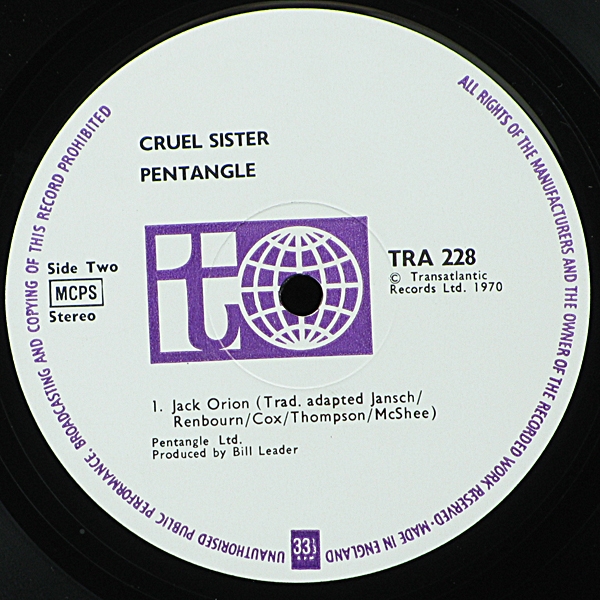 CRUEL SISTER
PENTANGLE
it
TRA 228
© Transatlantic
Records Ltd. 1970
Side Two
MCPS
Stereo
1. Jack Orion (Trad. adapted Jansch/
Renbourn/Cox/Thompson/McShee)
Pentangle Ltd.
Produced by Bill Leader
ALL RIGHTS OF THE MANUFACTURERS AND THE OWNER OF THE RECORDED WORK RESERVED · MADE IN ENGLAND
33⅓
UNAUTHORISED PUBLIC PERFORMANCE, BROADCASTING AND COPYING OF THIS RECORD PROHIBITED